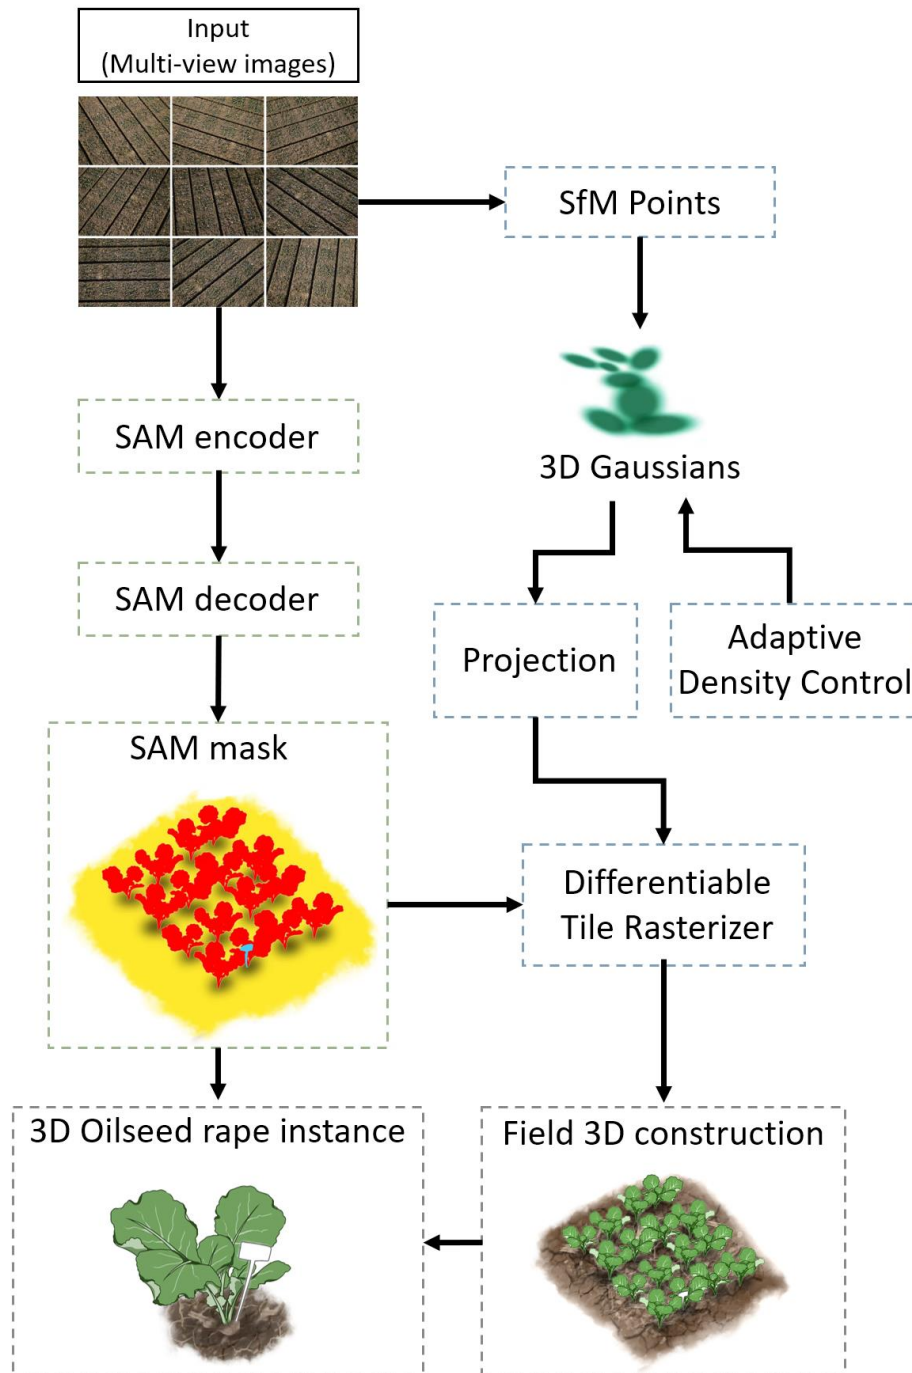 Input
(Multi-view images)
SfM Points
SAM encoder
3D Gaussians
SAM decoder
Projection
Adaptive
Density Control
SAM mask
Differentiable
Tile Rasterizer
3D Oilseed rape instance
Field 3D construction